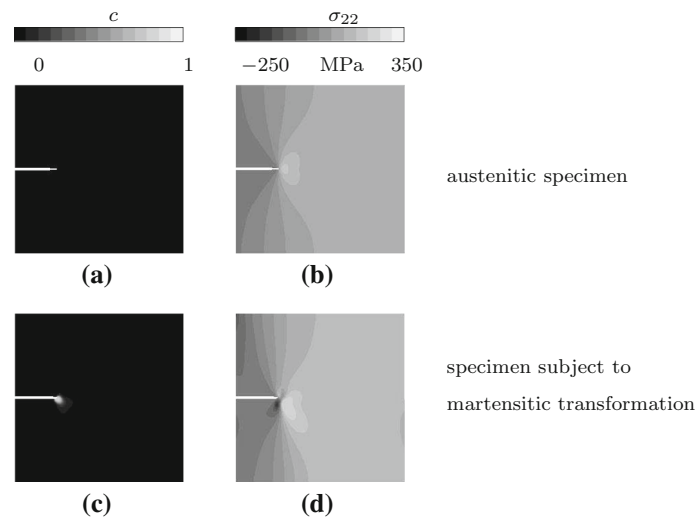 c σ22
0 1 −250 MPa 350
austenitic specimen
(a) (b)
specimen subject to
martensitic transformation
(c) (d)